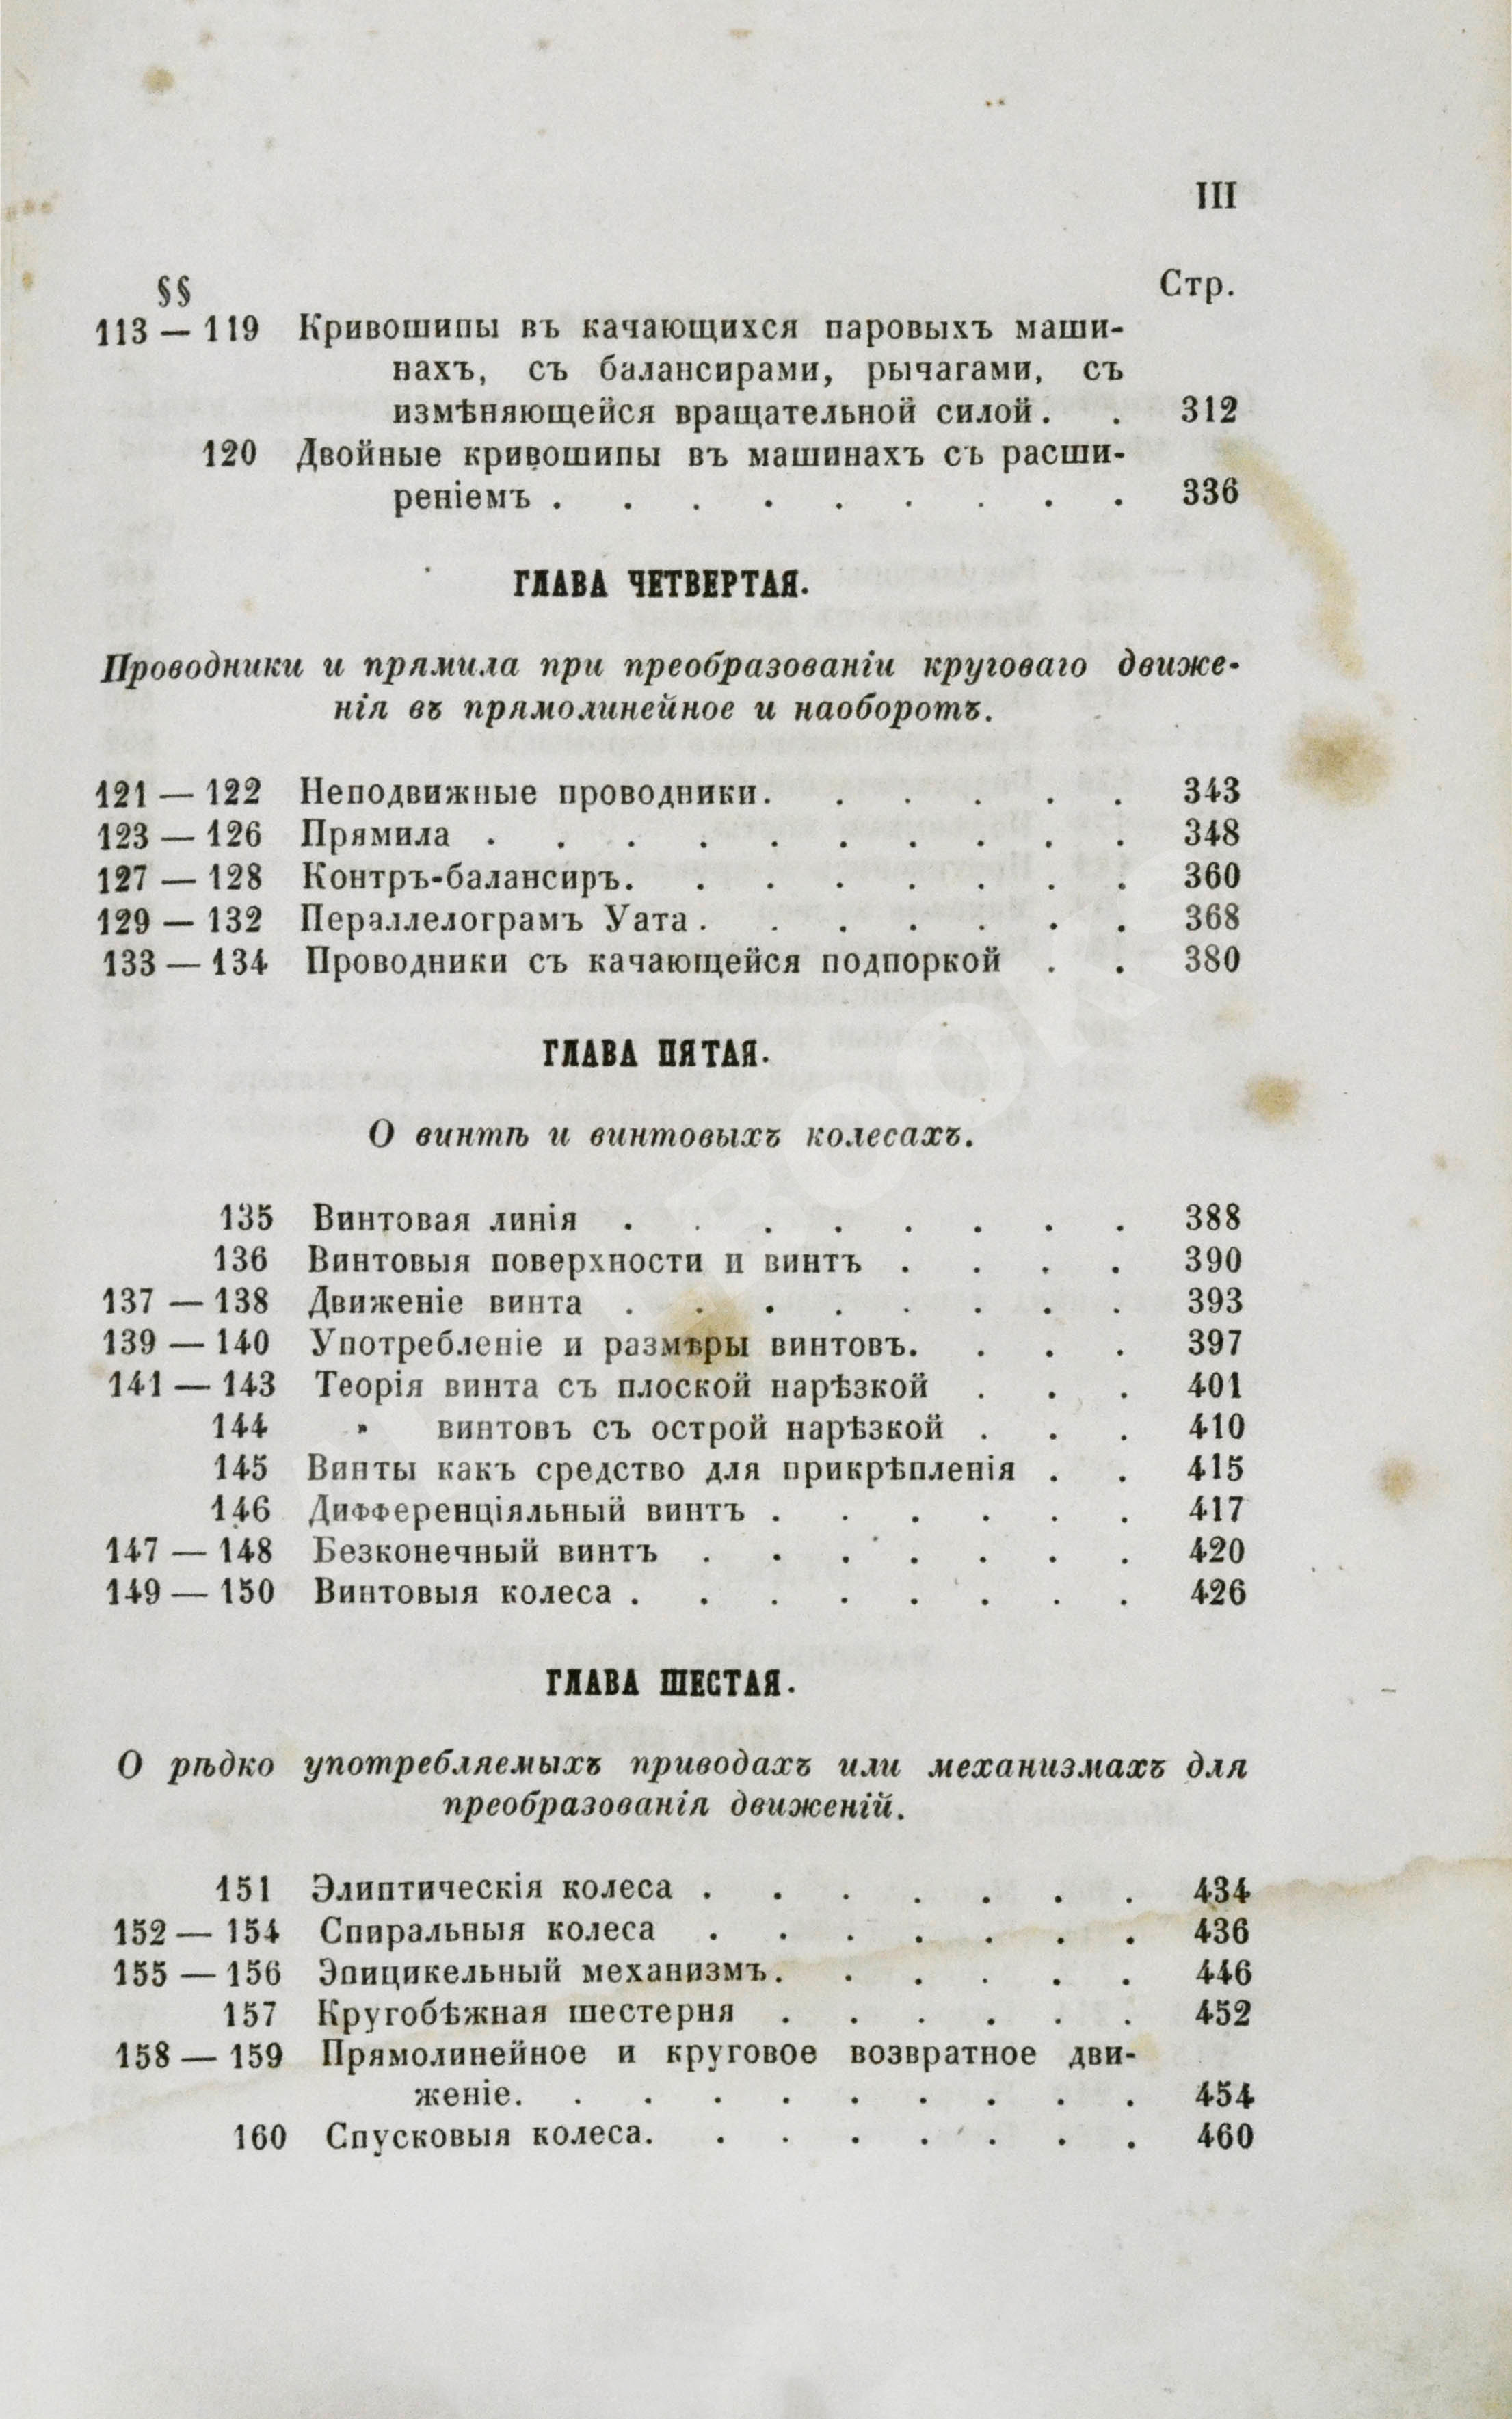 III
§§ Стр.
113 — 119 Кривошипы въ качающихся паровыхъ маши-
нахъ, съ балансирами, рычагами, съ
измѣняющейся вращательной силой. . 312
120 Двойные кривошипы въ машинахъ съ расши-
реніемъ . . . . . . . . . 336
ГЛАВА ЧЕТВЕРТАЯ.
Проводники и прямила при преобразованіи круговаго движе-
нія въ прямолинейное и наоборотъ.
121 — 122 Неподвижные проводники. . . . . . 343
123 — 126 Прямила . . . . . . . . . . 348
127 — 128 Контръ-балансиръ. . . . . . . . 360
129 — 132 Пераллелограмъ Уата . . . . . . . 368
133 — 134 Проводники съ качающейся подпоркой . . 380
ГЛАВА ПЯТАЯ.
О винтѣ и винтовыхъ колесахъ.
135 Винтовая линія . . . . . . . . 388
136 Винтовыя поверхности и винтъ . . . . 390
137 — 138 Движеніе винта . . . . . . . . 393
139 — 140 Употребленіе и размѣры винтовъ. . . . 397
141 — 143 Теорія винта съ плоской нарѣзкой . . . 401
144 » винтовъ съ острой нарѣзкой . . . 410
145 Винты какъ средство для прикрѣпленія . . 415
146 Дифференціяльный винтъ . . . . . . 417
147 — 148 Безконечный винтъ . . . . . . . 420
149 — 150 Винтовыя колеса . . . . . . . . 426
ГЛАВА ШЕСТАЯ.
О рѣдко употребляемыхъ приводахъ или механизмахъ для
преобразованія движеній.
151 Элиптическія колеса . . . . . . . 434
152 — 154 Спиральныя колеса . . . . . . . 436
155 — 156 Эпицикельный механизмъ. . . . . . 446
157 Кругобѣжная шестерня . . . . . . 452
158 — 159 Прямолинейное и круговое возвратное дви-
женіе. . . . . . . . . . 454
160 Спусковыя колеса. . . . . . . . 460